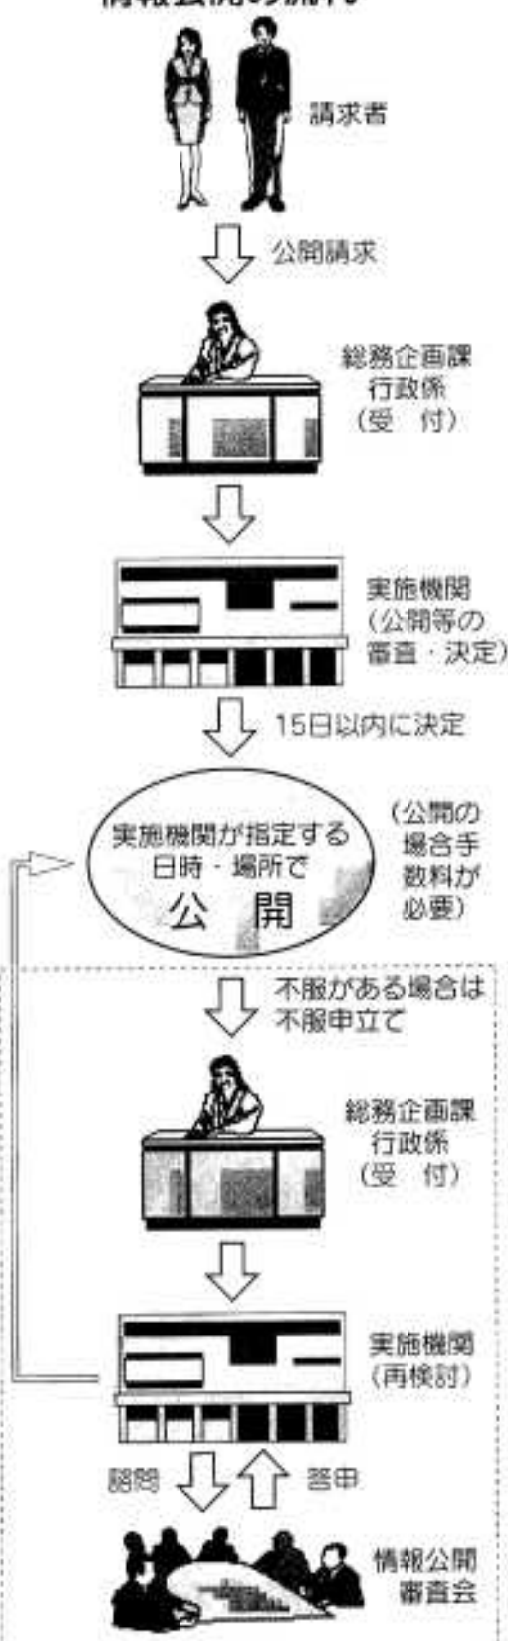 情報公開の流れ
請求者
公開請求
総務企画課
行政係
(受　付)
実施機関
(公開等の
審査・決定)
15日以内に決定
実施機関が指定する
日時・場所で
公　開
(公開の
場合手
数料が
必要)
不服がある場合は
不服申立て
総務企画課
行政係
(受　付)
実施機関
(再検討)
諮問
答申
情報公開
審査会